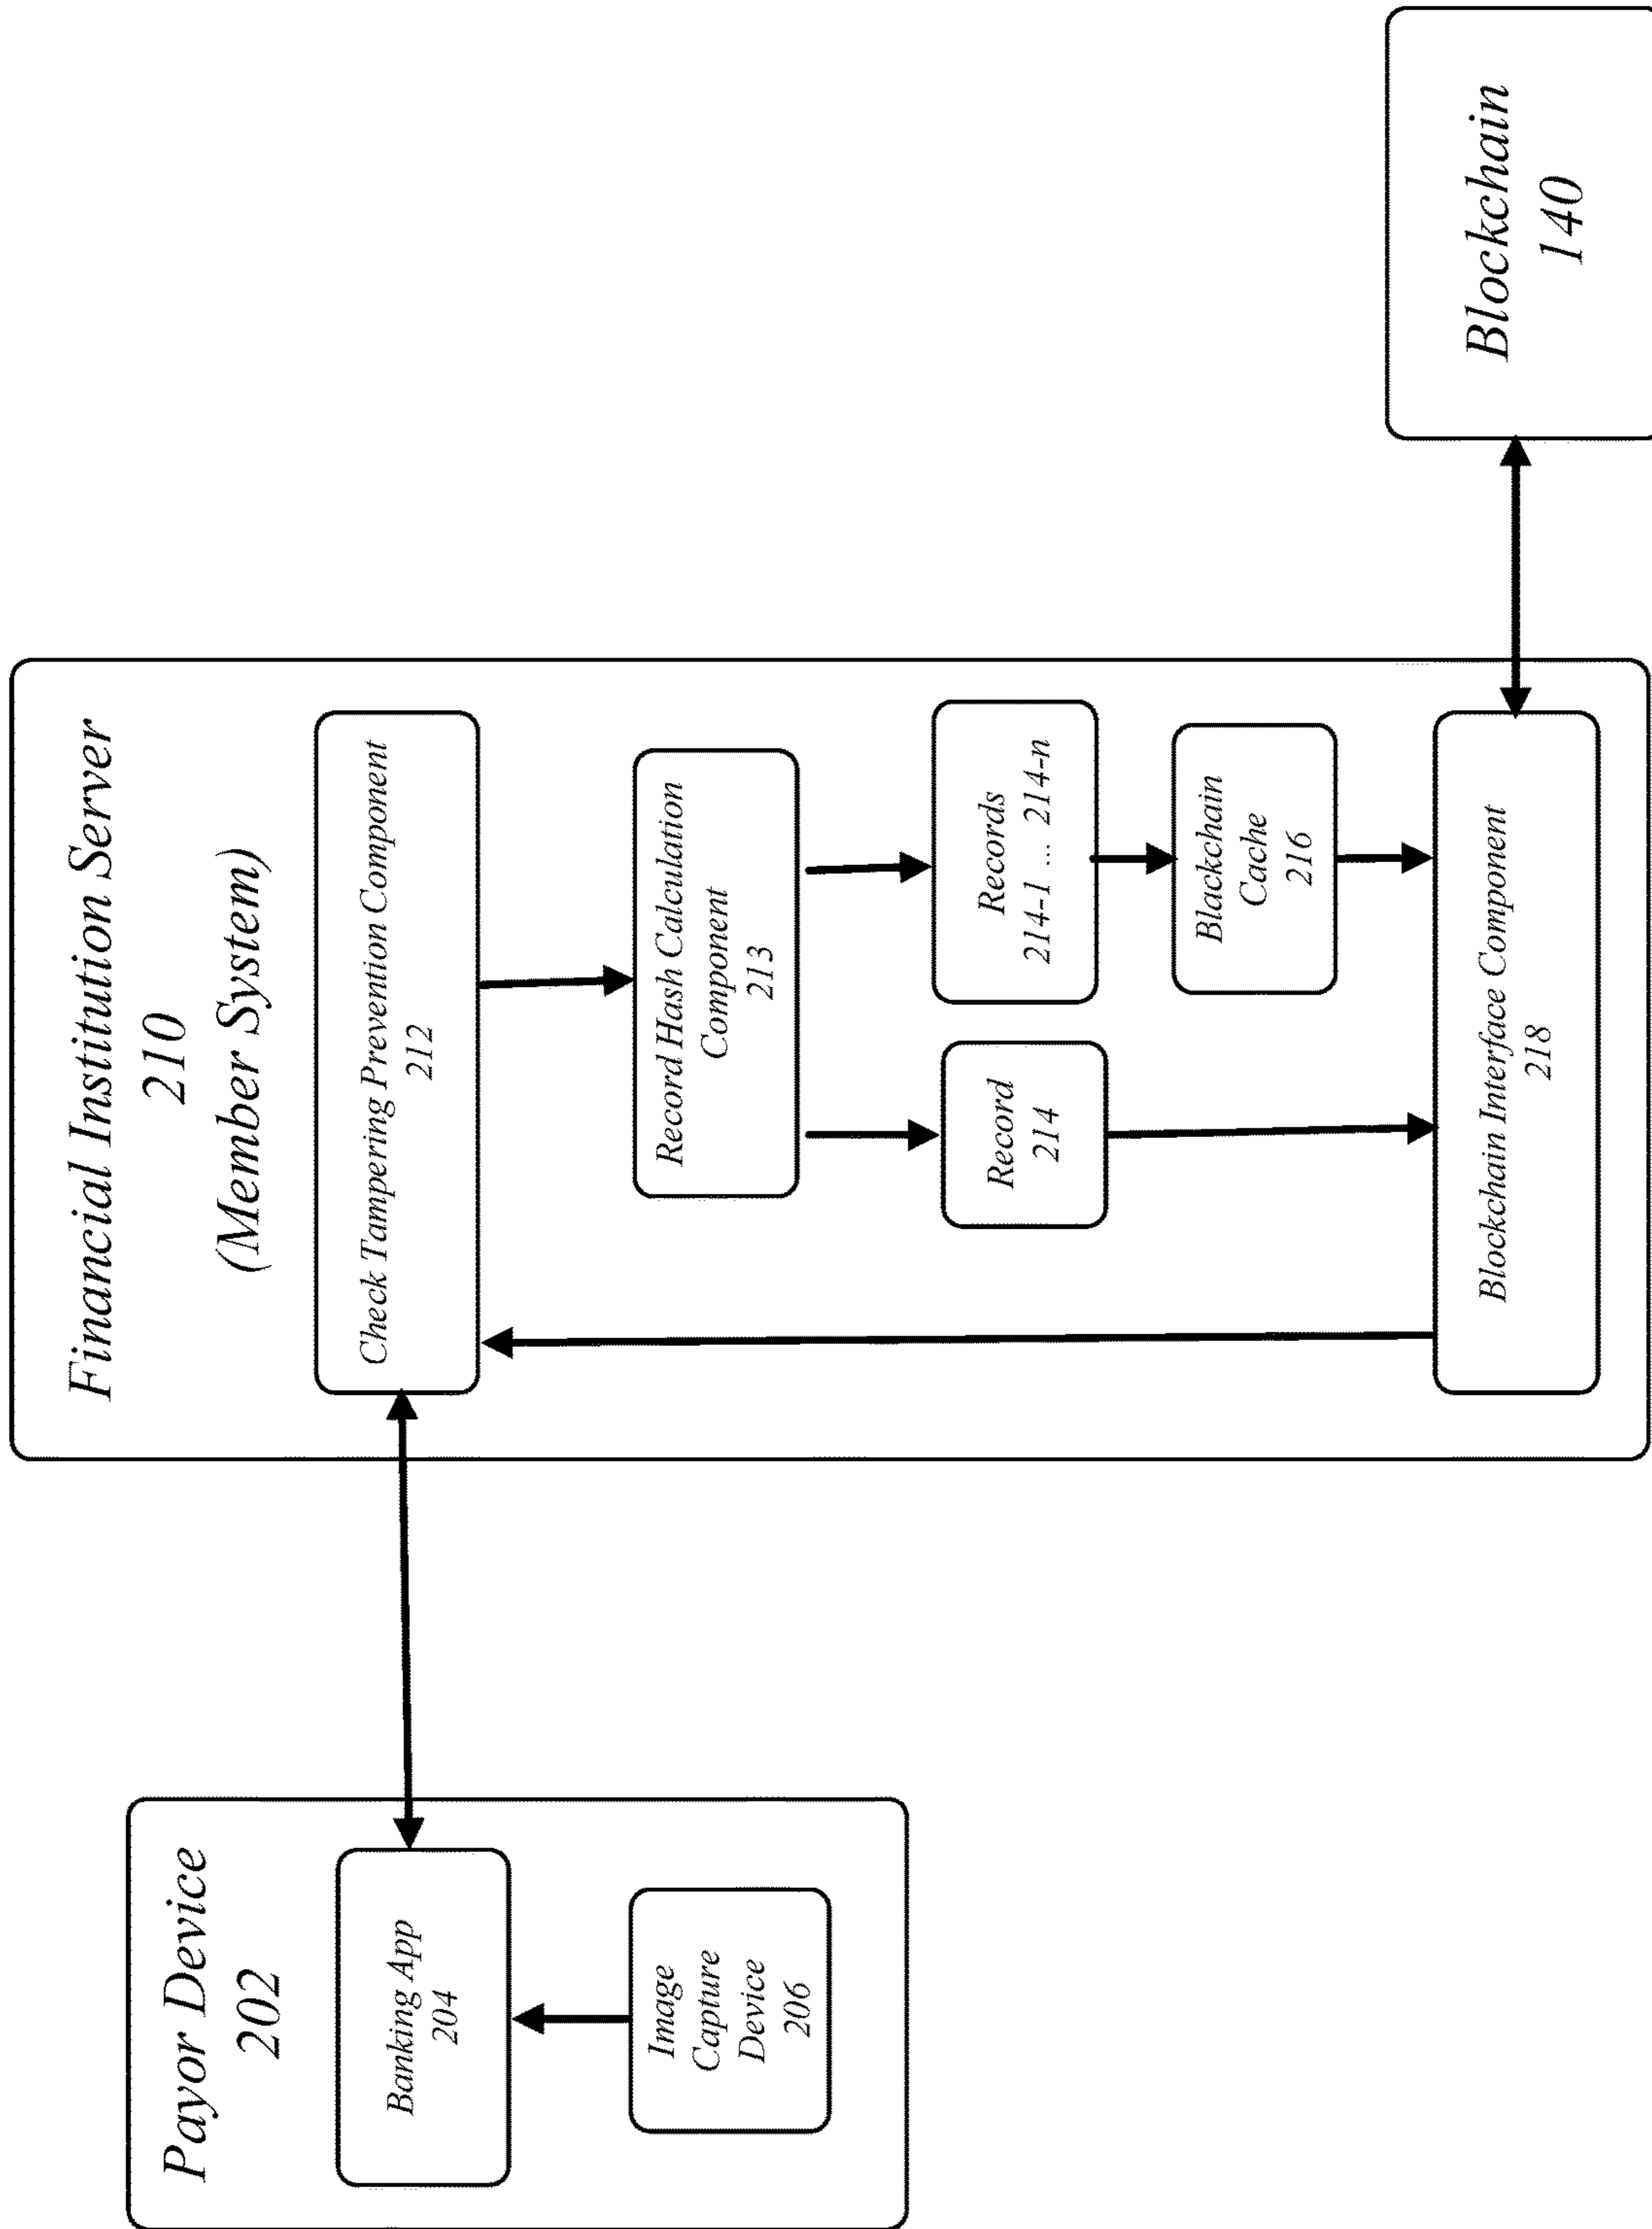 Payor Device
202
Banking App
204
Image
Capture
Device
206
Financial Institution Server
210
(Member System)
Check Tampering Prevention Component
212
Record Hash Calculation
Component
213
Record
214
Records
214-1 ... 214-n
Blackchain
Cache
216
Blockchain Interface Component
218
Blockchain
140